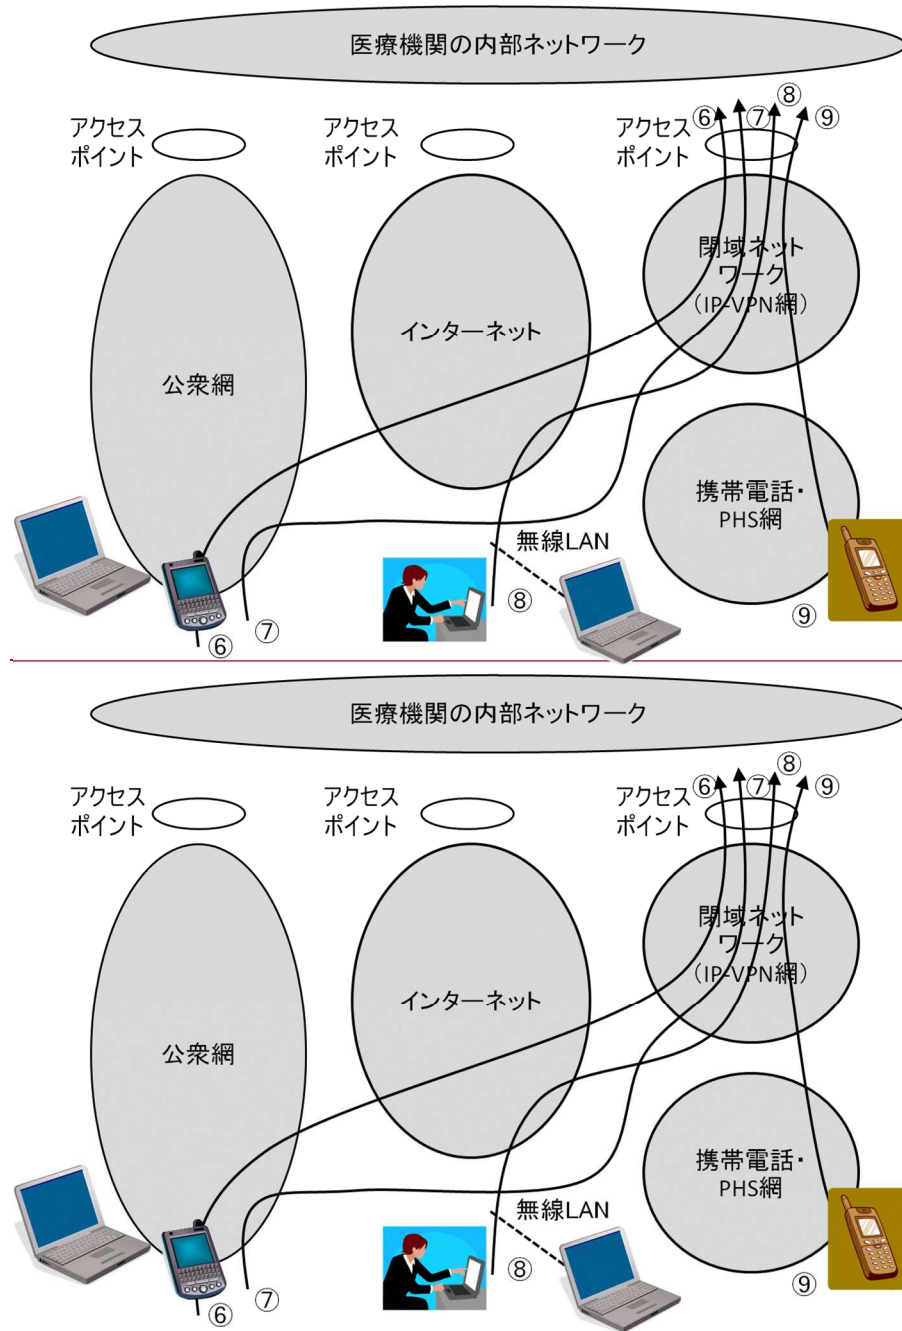 医療機関の内部ネットワーク
⑥
⑦
⑧
⑨
アクセス
ポイント
アクセス
ポイント
アクセス
ポイント
閉域ネット
ワーク
（IP-VPN網）
インターネット
公衆網
携帯電話・
PHS網
無線LAN
⑥
⑦
⑧
⑨
医療機関の内部ネットワーク
⑥
⑦
⑧
⑨
アクセス
ポイント
アクセス
ポイント
アクセス
ポイント
閉域ネット
ワーク
（IP-VPN網）
インターネット
公衆網
携帯電話・
PHS網
無線LAN
⑥
⑦
⑧
⑨